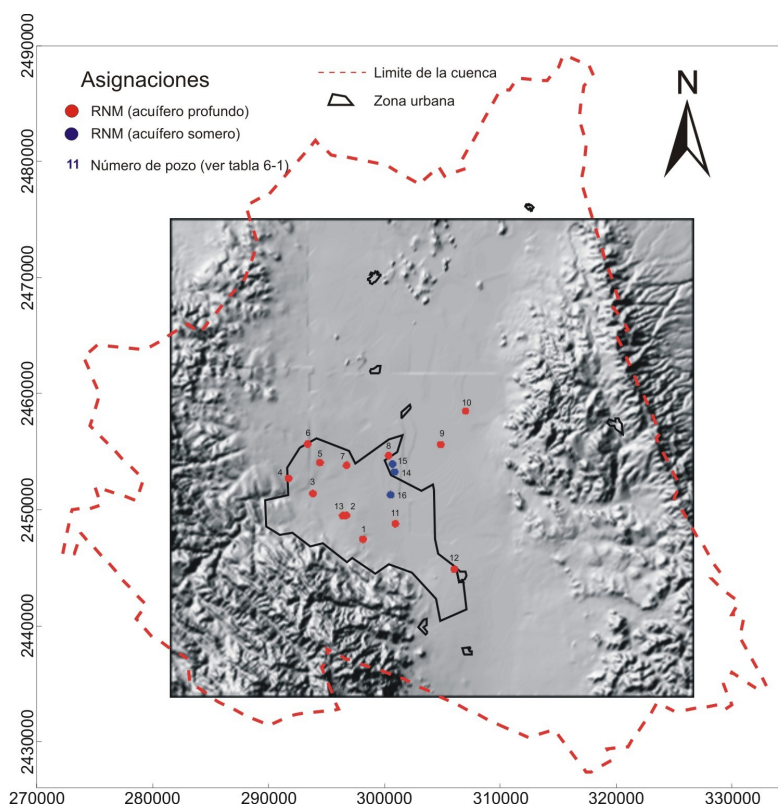 Asignaciones
RNM (acuífero profundo)
RNM (acuífero somero)
11 Número de pozo (ver tabla 6-1)
Limite de la cuenca
Zona urbana
N
2490000
2480000
2470000
2460000
2450000
2440000
2430000
10
9
6
8
5
7
15
4
14
3
16
13 2
11
1
12
270000 280000 290000 300000 310000 320000 330000